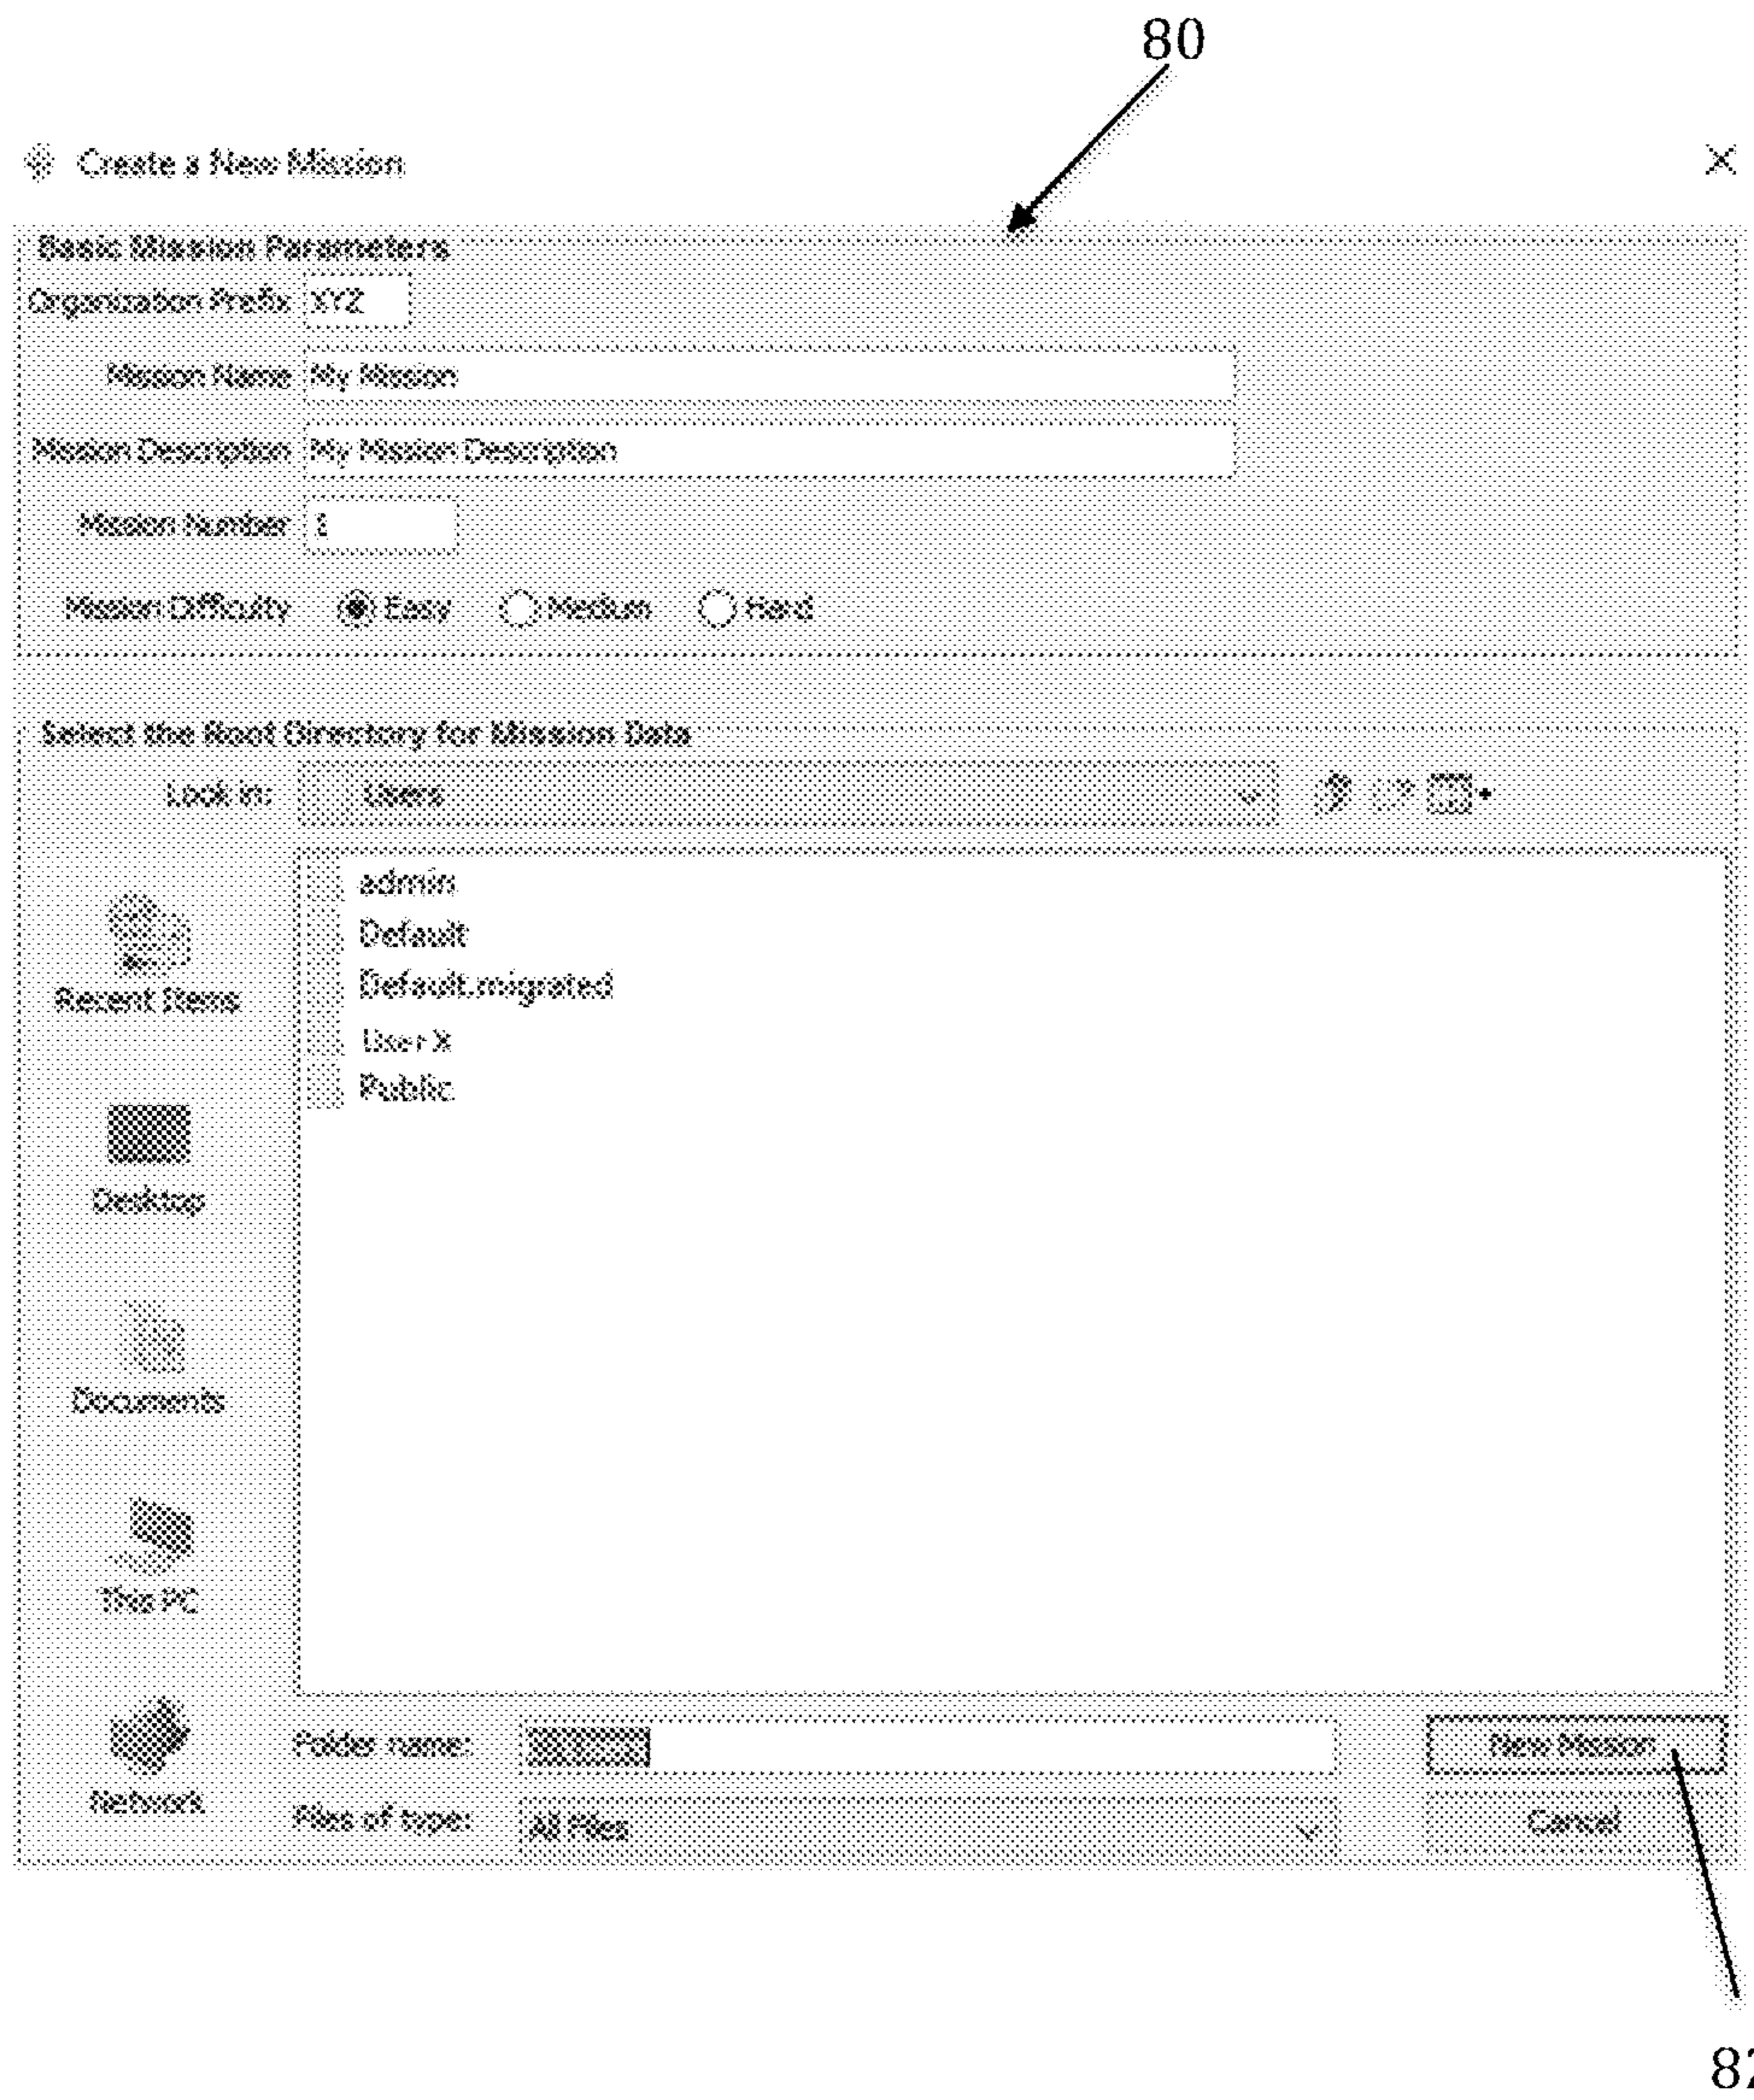 80
Create a New Mission
Basic Mission Parameters
Organization Prefix XYZ
Mission Name My Mission
Mission Description My Mission Description
Mission Number 1
Mission Difficulty Easy Medium Hard
Select the Root Directory for Mission Data
Look in: Users
admin
Default
Default.migrated
User X
Public
Recent Items
Desktop
Documents
This PC
Network
Folder name:
New Mission
Files of type: All Files
Cancel